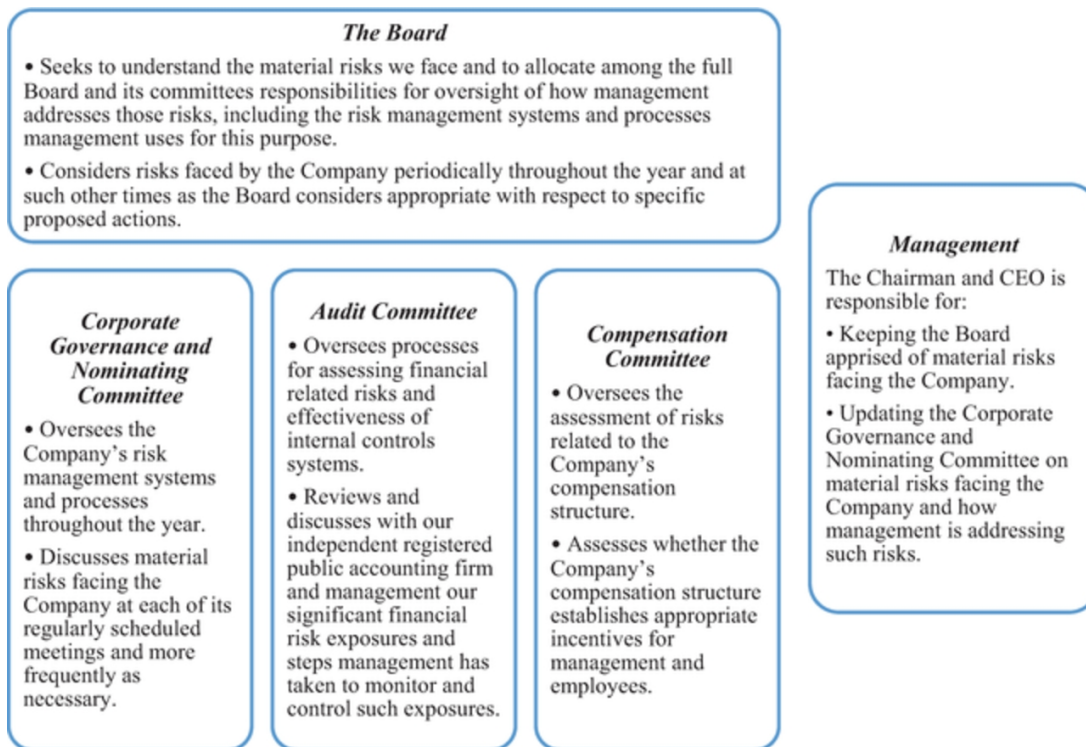 The Board
• Seeks to understand the material risks we face and to allocate among the full
Board and its committees responsibilities for oversight of how management
addresses those risks, including the risk management systems and processes
management uses for this purpose.
• Considers risks faced by the Company periodically throughout the year and at
such other times as the Board considers appropriate with respect to specific
proposed actions.
Corporate
Governance and
Nominating
Committee
• Oversees the
Company's risk
management systems
and processes
throughout the year.
• Discusses material
risks facing the
Company at each of its
regularly scheduled
meetings and more
frequently as
necessary.
Audit Committee
• Oversees processes
for assessing financial
related risks and
effectiveness of
internal controls
systems.
• Reviews and
discusses with our
independent registered
public accounting firm
and management our
significant financial
risk exposures and
steps management has
taken to monitor and
control such exposures.
Compensation
Committee
• Oversees the
assessment of risks
related to the
Company's
compensation
structure.
• Assesses whether the
Company's
compensation structure
establishes appropriate
incentives for
management and
employees.
Management
The Chairman and CEO is
responsible for:
• Keeping the Board
apprised of material risks
facing the Company.
• Updating the Corporate
Governance and
Nominating Committee on
material risks facing the
Company and how
management is addressing
such risks.